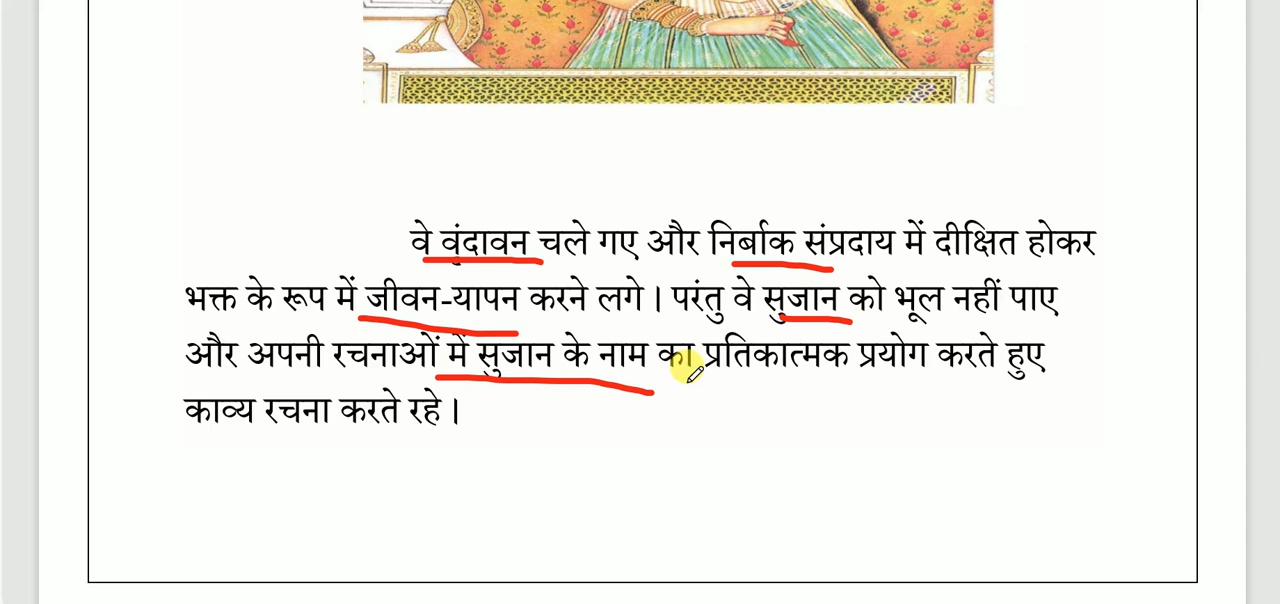 वे वृंदावन चले गए और निर्बाक संप्रदाय में दीक्षित होकर
भक्त के रूप में जीवन-यापन करने लगे। परंतु वे सुजान को भूल नहीं पाए
और अपनी रचनाओं में सुजान के नाम का प्रतिकात्मक प्रयोग करते हुए
काव्य रचना करते रहे।